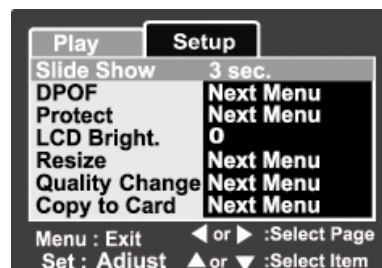 Play Setup
Slide Show 3 sec.
DPOF Next Menu
Protect Next Menu
LCD Bright. 0
Resize Next Menu
Quality Change Next Menu
Copy to Card Next Menu
Menu : Exit ◀ or ▶ :Select Page
Set : Adjust ▲ or ▼ :Select Item